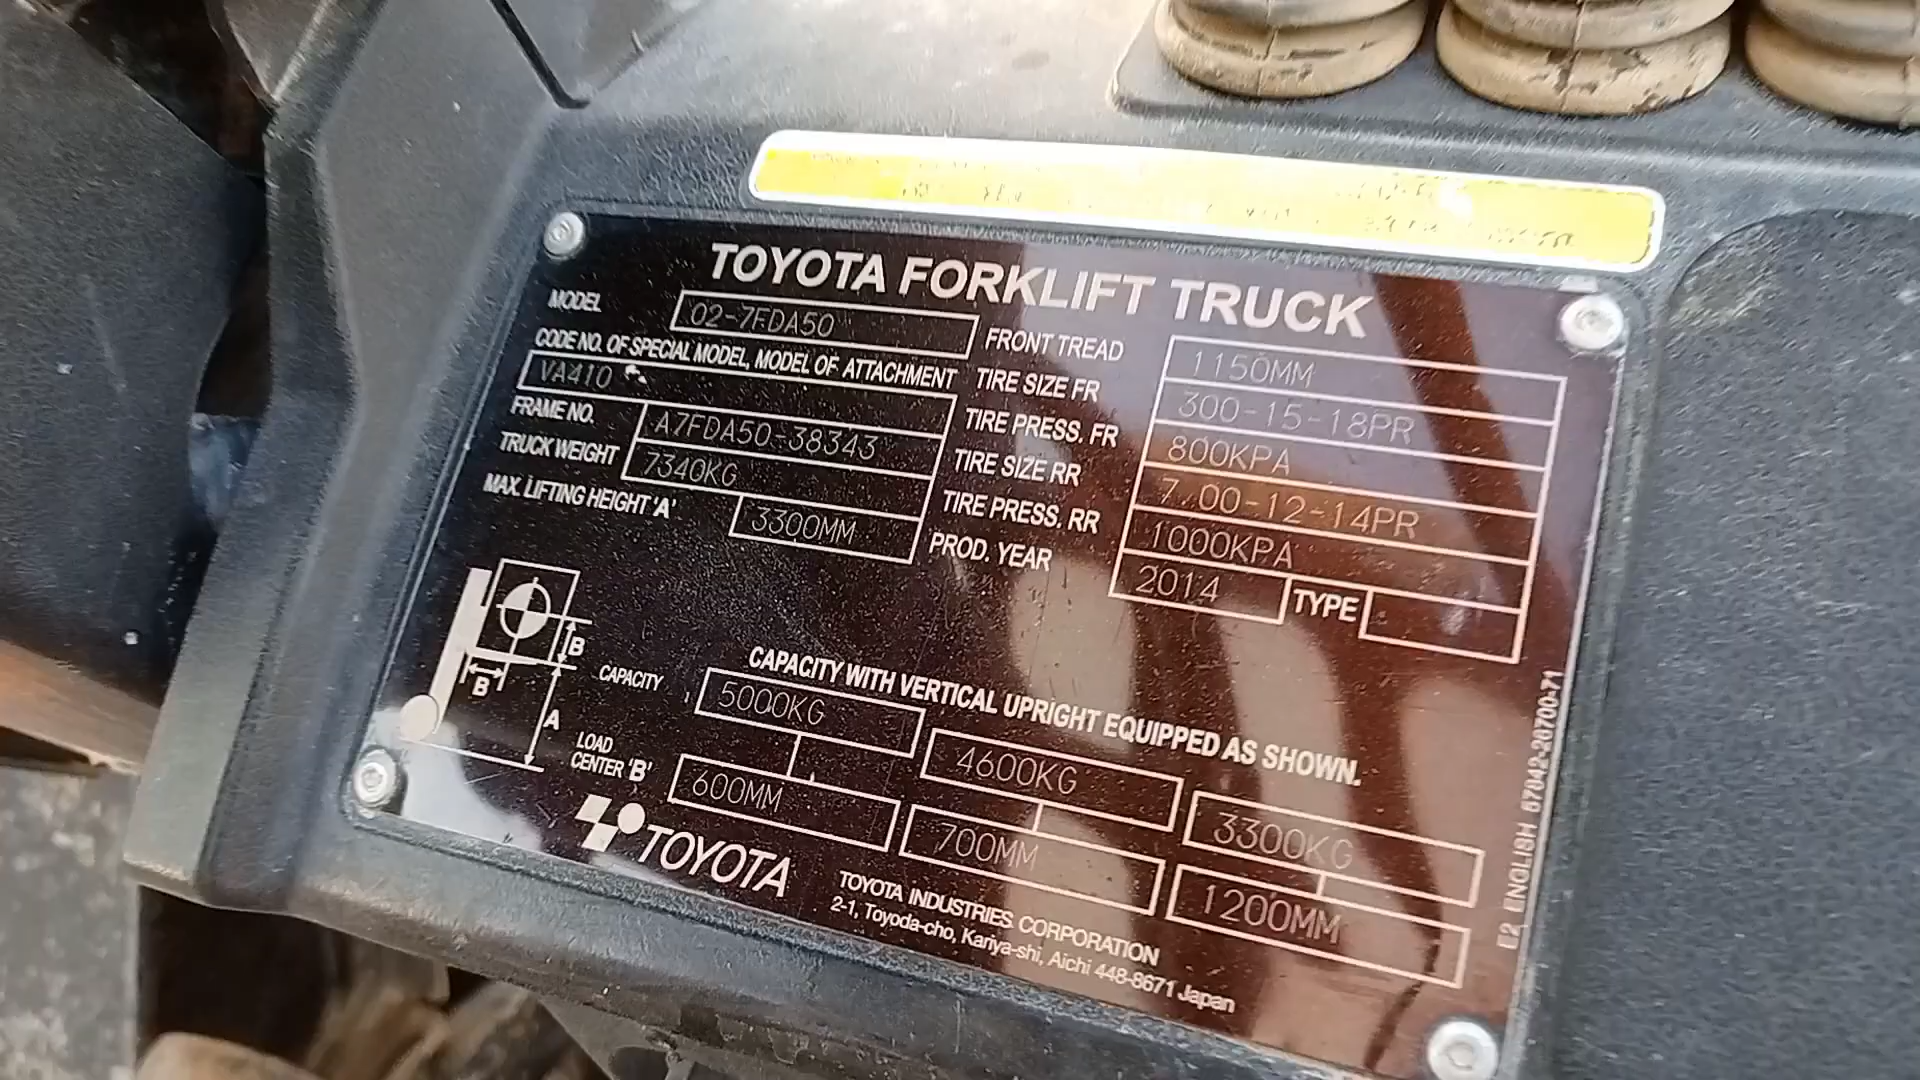 TOYOTA FORKLIFT TRUCK
MODEL 02-7FDA50
CODE NO. OF SPECIAL MODEL, MODEL OF ATTACHMENT
VA410
FRAME NO. A7FDA50-38343
TRUCK WEIGHT 7340KG
MAX. LIFTING HEIGHT 'A' 3300MM
FRONT TREAD 1150MM
TIRE SIZE FR 300-15-18PR
TIRE PRESS. FR 800KPA
TIRE SIZE RR 7.00-12-14PR
TIRE PRESS. RR 1000KPA
PROD. YEAR 2014 TYPE
B
B
A
CAPACITY WITH VERTICAL UPRIGHT EQUIPPED AS SHOWN.
CAPACITY 5000KG 4600KG 3300KG
LOAD
CENTER 'B' 600MM 700MM 1200MM
TOYOTA
TOYOTA INDUSTRIES CORPORATION
2-1, Toyoda-cho, Kariya-shi, Aichi 448-8671 Japan
E2 ENGLISH 57042-26700-71